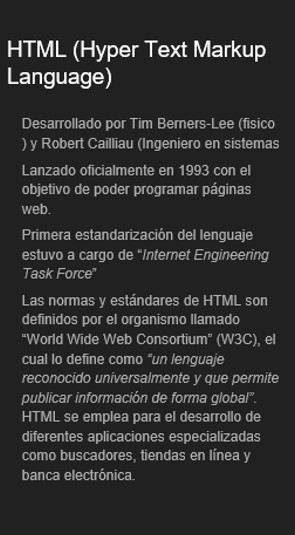 HTML (Hyper Text Markup
Language)
Desarrollado por Tim Berners-Lee (fisico
) y Robert Cailliau (Ingeniero en sistemas
Lanzado oficialmente en 1993 con el
objetivo de poder programar páginas
web.
Primera estandarización del lenguaje
estuvo a cargo de “Internet Engineering
Task Force”
Las normas y estándares de HTML son
definidos por el organismo llamado
“World Wide Web Consortium” (W3C), el
cual lo define como “un lenguaje
reconocido universalmente y que permite
publicar información de forma global”.
HTML se emplea para el desarrollo de
diferentes aplicaciones especializadas
como buscadores, tiendas en línea y
banca electrónica.